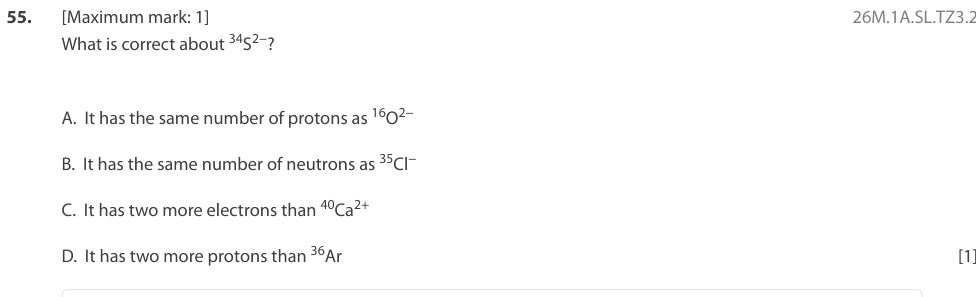 55. [Maximum mark: 1] 26M.1A.SL.TZ3.2
What is correct about ³⁴S²⁻?
A. It has the same number of protons as ¹⁶O²⁻
B. It has the same number of neutrons as ³⁵Cl⁻
C. It has two more electrons than ⁴⁰Ca²⁺
D. It has two more protons than ³⁶Ar [1]